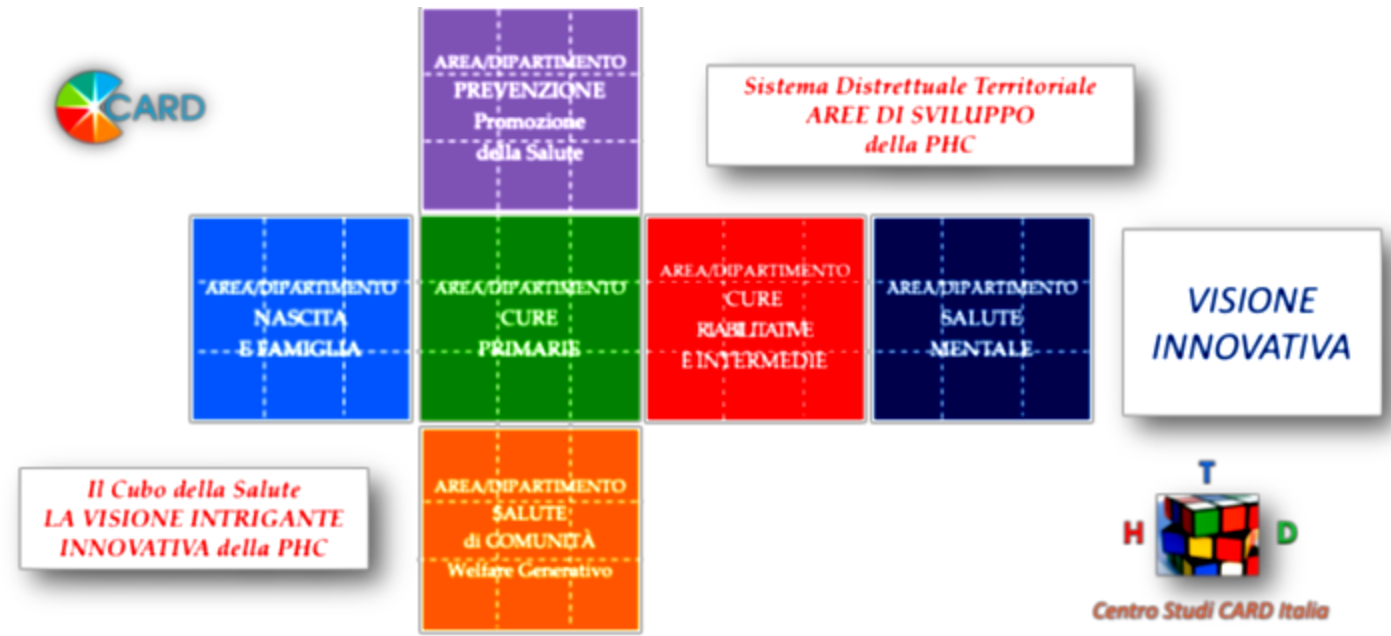 CARD
AREA/DIPARTIMENTO
PREVENZIONE
Promozione
della Salute
Sistema Distrettuale Territoriale
AREE DI SVILUPPO
della PHC
AREA/DIPARTIMENTO
NASCITA
E FAMIGLIA
AREA/DIPARTIMENTO
CURE
PRIMARIE
AREA/DIPARTIMENTO
CURE
RIABILITATIVE
E INTERMEDIE
AREA/DIPARTIMENTO
SALUTE
MENTALE
VISIONE
INNOVATIVA
Il Cubo della Salute
LA VISIONE INTRIGANTE
INNOVATIVA della PHC
AREA/DIPARTIMENTO
SALUTE
di COMUNITÀ
Welfare Generativo
T
H D
Centro Studi CARD Italia